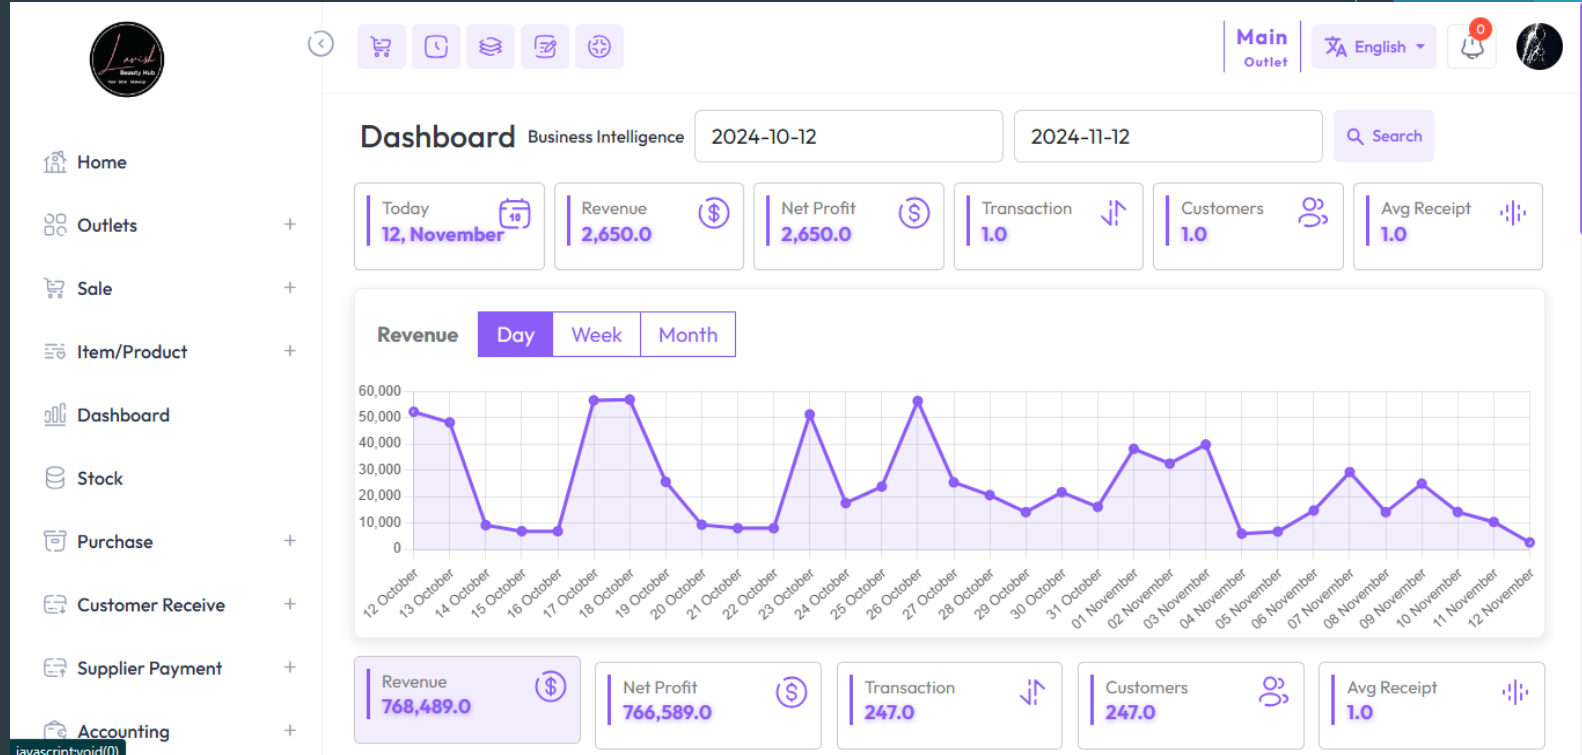 Lavish
Beauty Hub
Hair Skin Makeup
Main
Outlet
English
0
Home
Outlets
Sale
Item/Product
Dashboard
Stock
Purchase
Customer Receive
Supplier Payment
Accounting
javascript:void(0)
Dashboard Business Intelligence 2024-10-12 2024-11-12 Search
Today
12, November
10
Revenue
2,650.0
Net Profit
2,650.0
Transaction
1.0
Customers
1.0
Avg Receipt
1.0
Revenue Day Week Month
60,000
50,000
40,000
30,000
20,000
10,000
0
12 October
13 October
14 October
15 October
16 October
17 October
18 October
19 October
20 October
21 October
22 October
23 October
24 October
25 October
26 October
27 October
28 October
29 October
30 October
31 October
01 November
02 November
03 November
04 November
05 November
06 November
07 November
08 November
09 November
10 November
11 November
12 November
Revenue
768,489.0
Net Profit
766,589.0
Transaction
247.0
Customers
247.0
Avg Receipt
1.0